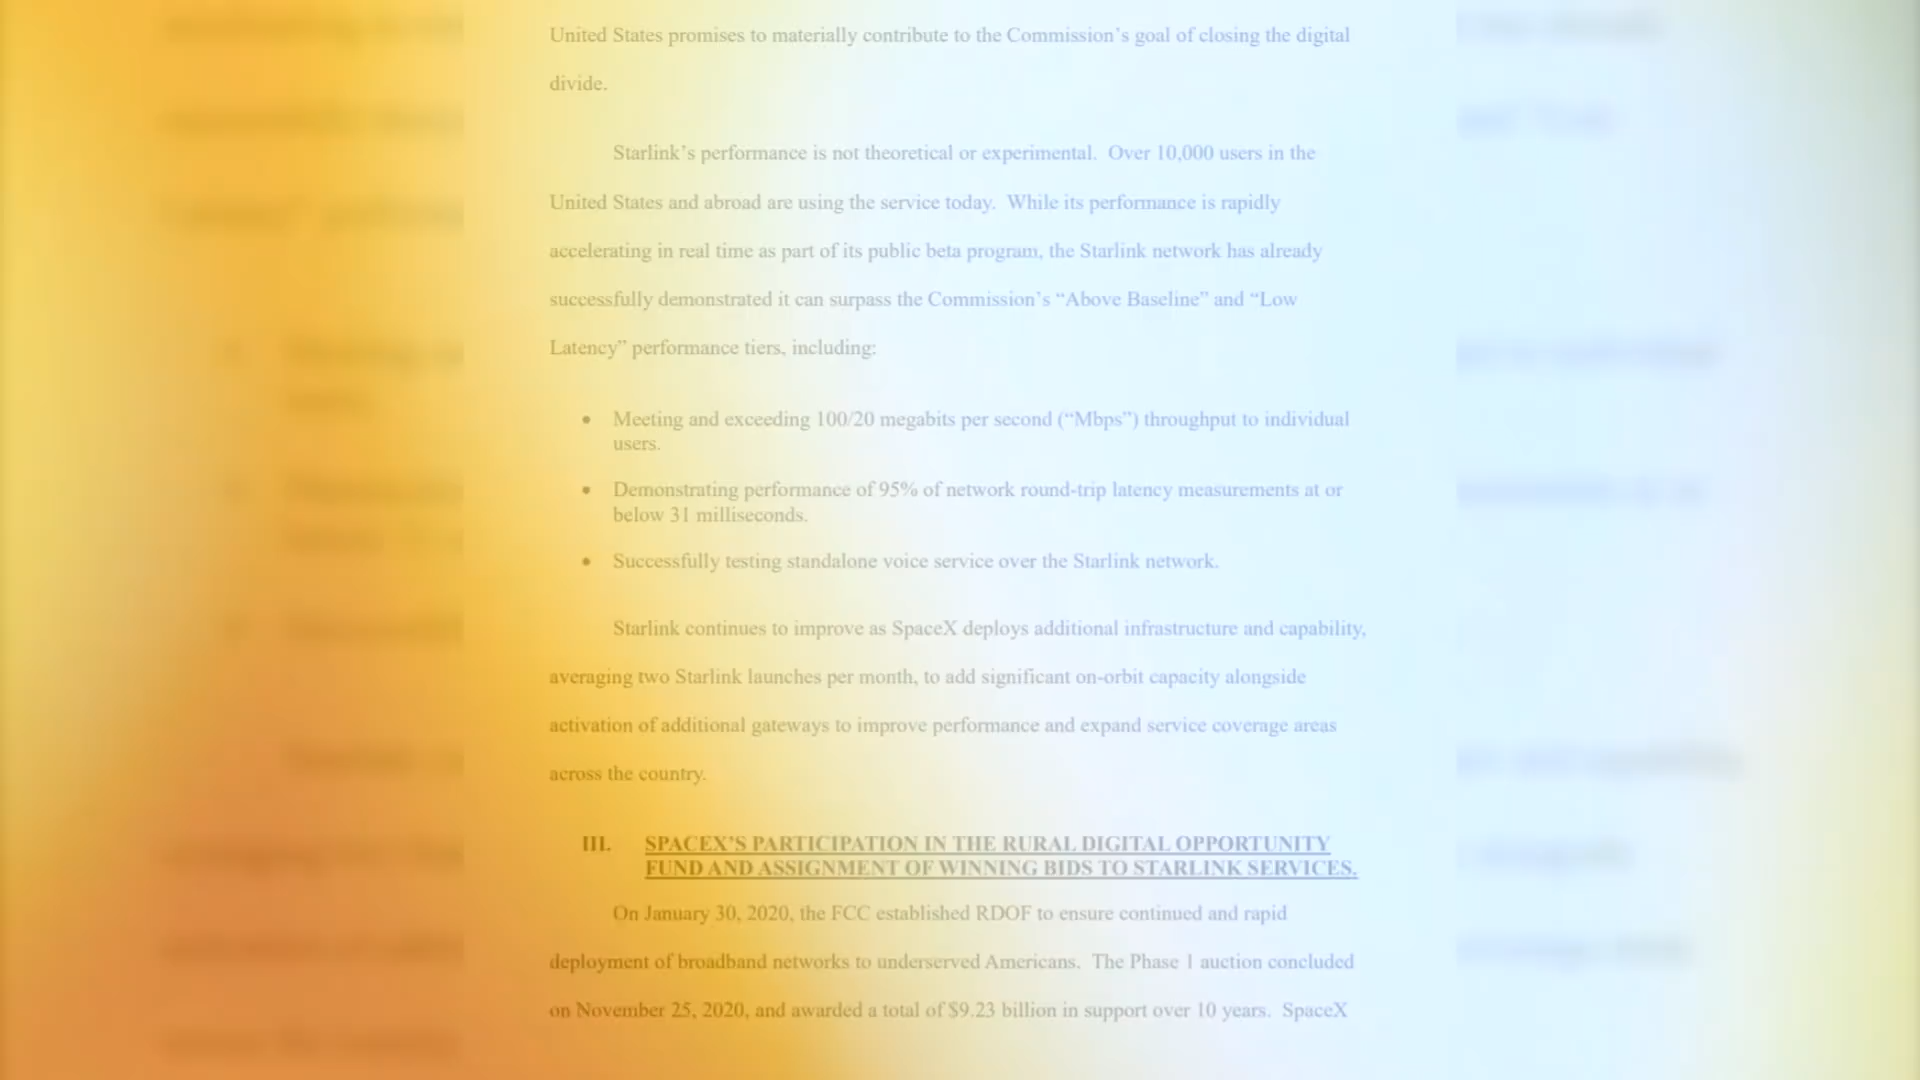 United States promises to materially contribute to the Commission’s goal of closing the digital
divide.
Starlink’s performance is not theoretical or experimental.  Over 10,000 users in the
United States and abroad are using the service today.  While its performance is rapidly
accelerating in real time as part of its public beta program, the Starlink network has already
successfully demonstrated it can surpass the Commission’s “Above Baseline” and “Low
Latency” performance tiers, including:
• Meeting and exceeding 100/20 megabits per second (“Mbps”) throughput to individual
users.
• Demonstrating performance of 95% of network round-trip latency measurements at or
below 31 milliseconds.
• Successfully testing standalone voice service over the Starlink network.
Starlink continues to improve as SpaceX deploys additional infrastructure and capability,
averaging two Starlink launches per month, to add significant on-orbit capacity alongside
activation of additional gateways to improve performance and expand service coverage areas
across the country.
III. SPACEX’S PARTICIPATION IN THE RURAL DIGITAL OPPORTUNITY
FUND AND ASSIGNMENT OF WINNING BIDS TO STARLINK SERVICES.
On January 30, 2020, the FCC established RDOF to ensure continued and rapid
deployment of broadband networks to underserved Americans.  The Phase 1 auction concluded
on November 25, 2020, and awarded a total of $9.23 billion in support over 10 years.  SpaceX